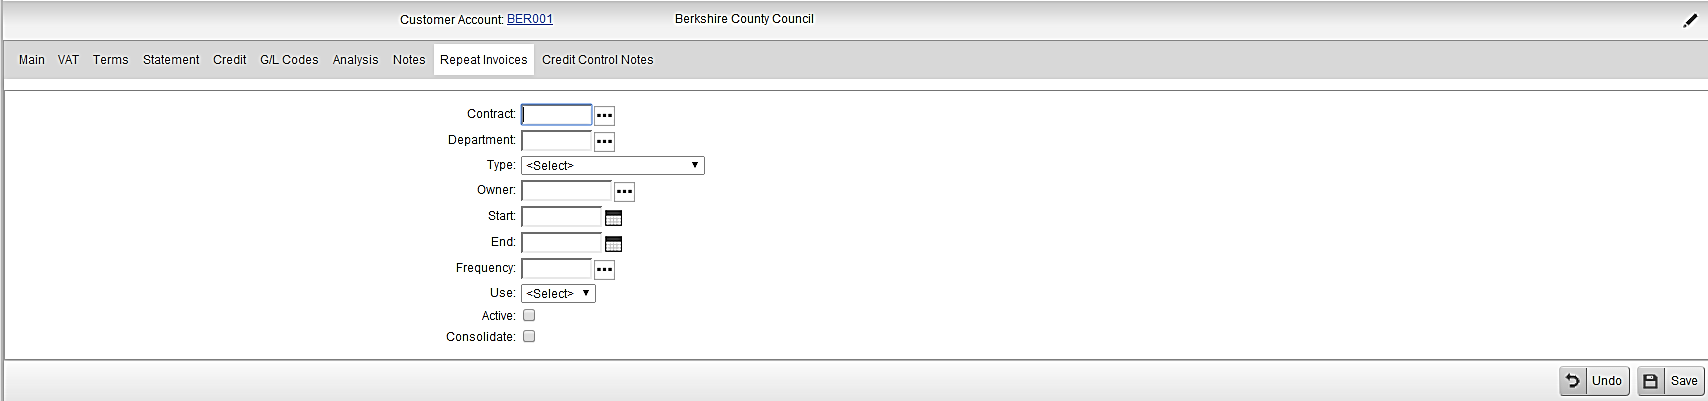 Customer Account: BER001 Berkshire County Council
Main VAT Terms Statement Credit G/L Codes Analysis Notes Repeat Invoices Credit Control Notes
Contract:
Department:
Type: <Select>
Owner:
Start:
End:
Frequency:
Use: <Select>
Active:
Consolidate:
Undo Save